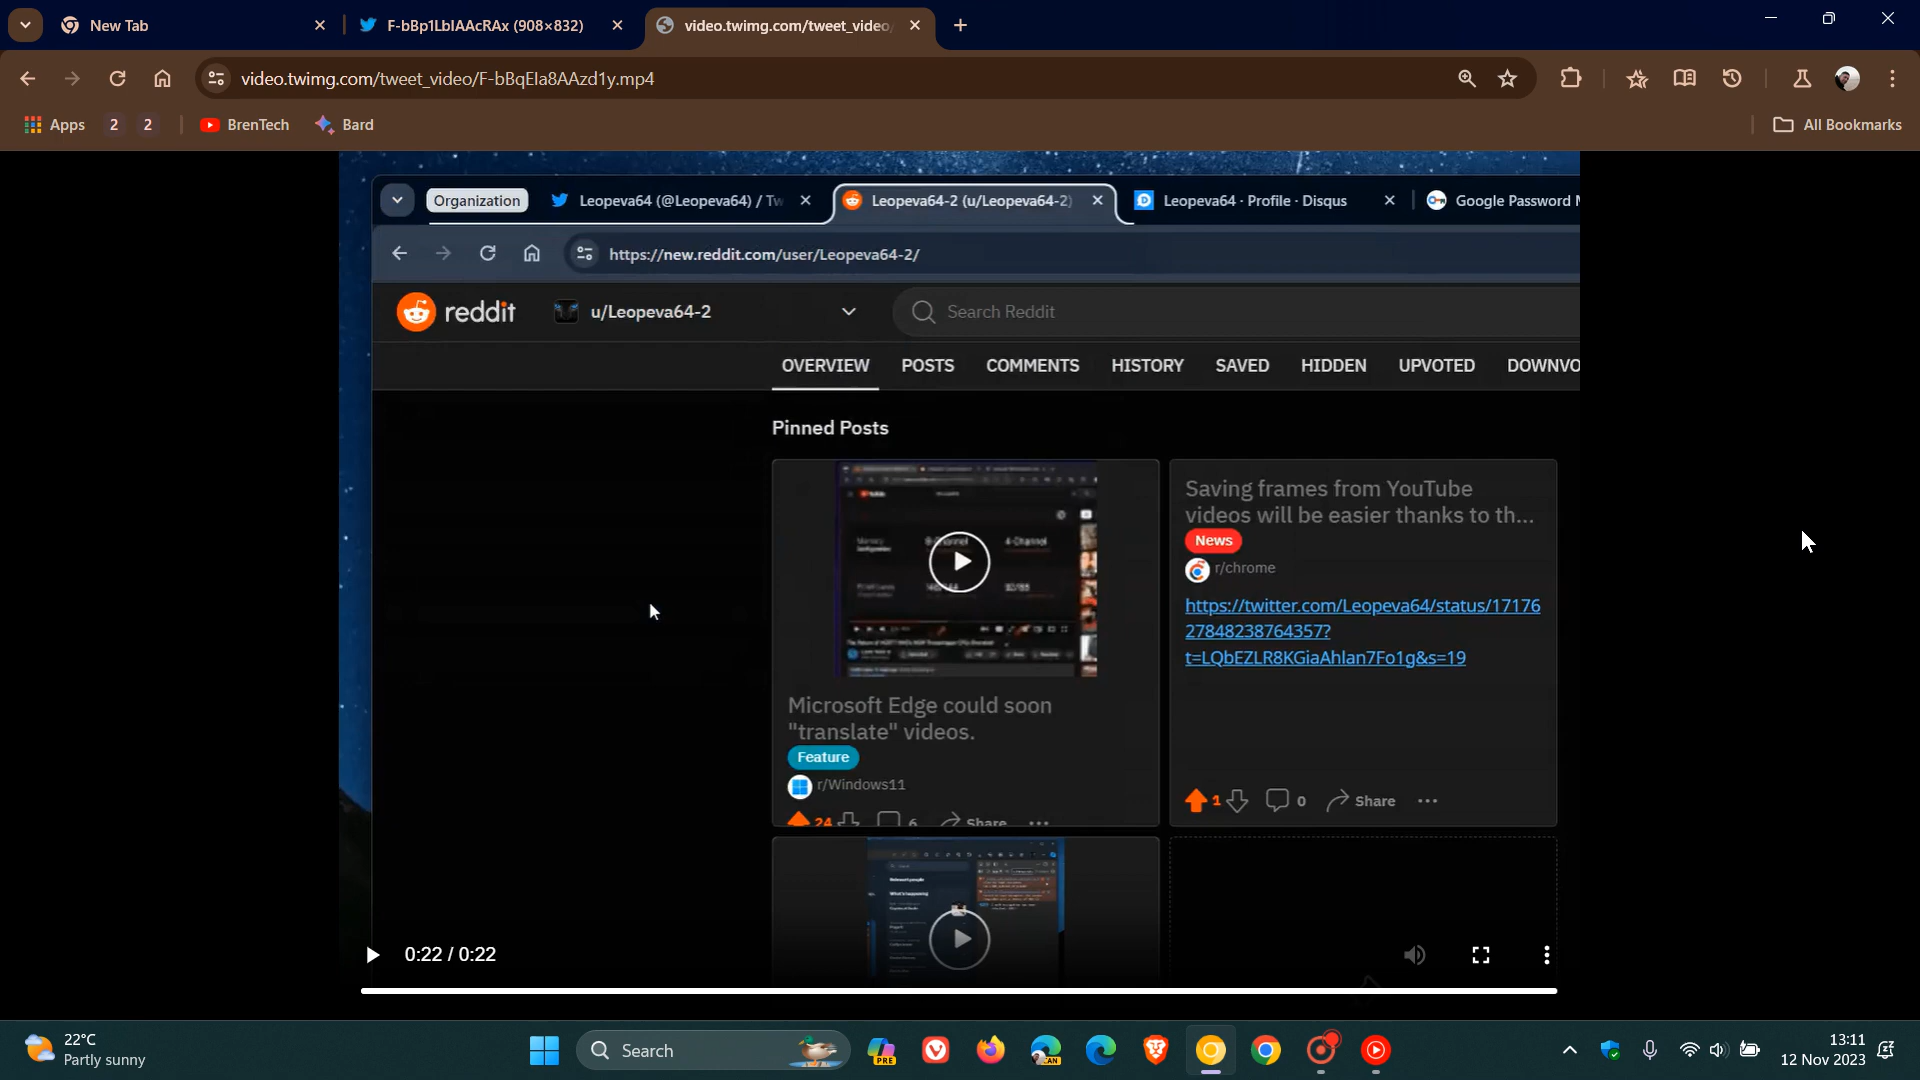 New Tab
F-bBp1LbIAAcRAx (908×832)
video.twimg.com/tweet_video/
video.twimg.com/tweet_video/F-bBqEIa8AAzd1y.mp4
Apps 2 2 BrenTech Bard All Bookmarks
Organization Leopeva64 (@Leopeva64) / Tw Leopeva64-2 (u/Leopeva64-2) Leopeva64 - Profile - Disqus Google Password M
https://new.reddit.com/user/Leopeva64-2/
reddit u/Leopeva64-2 Search Reddit
OVERVIEW POSTS COMMENTS HISTORY SAVED HIDDEN UPVOTED DOWNVO
Pinned Posts
Microsoft Edge could soon
"translate" videos.
Feature
r/Windows11
24 6 Share
Saving frames from YouTube
videos will be easier thanks to th...
News
r/chrome
https://twitter.com/Leopeva64/status/17176
278482387643577?
t=LQbEZLR8KGiaAhlan7Fo1g&s=19
1 0 Share
0:22 / 0:22
22°C
Partly sunny
Search
PRE
CAN
13:11
12 Nov 2023